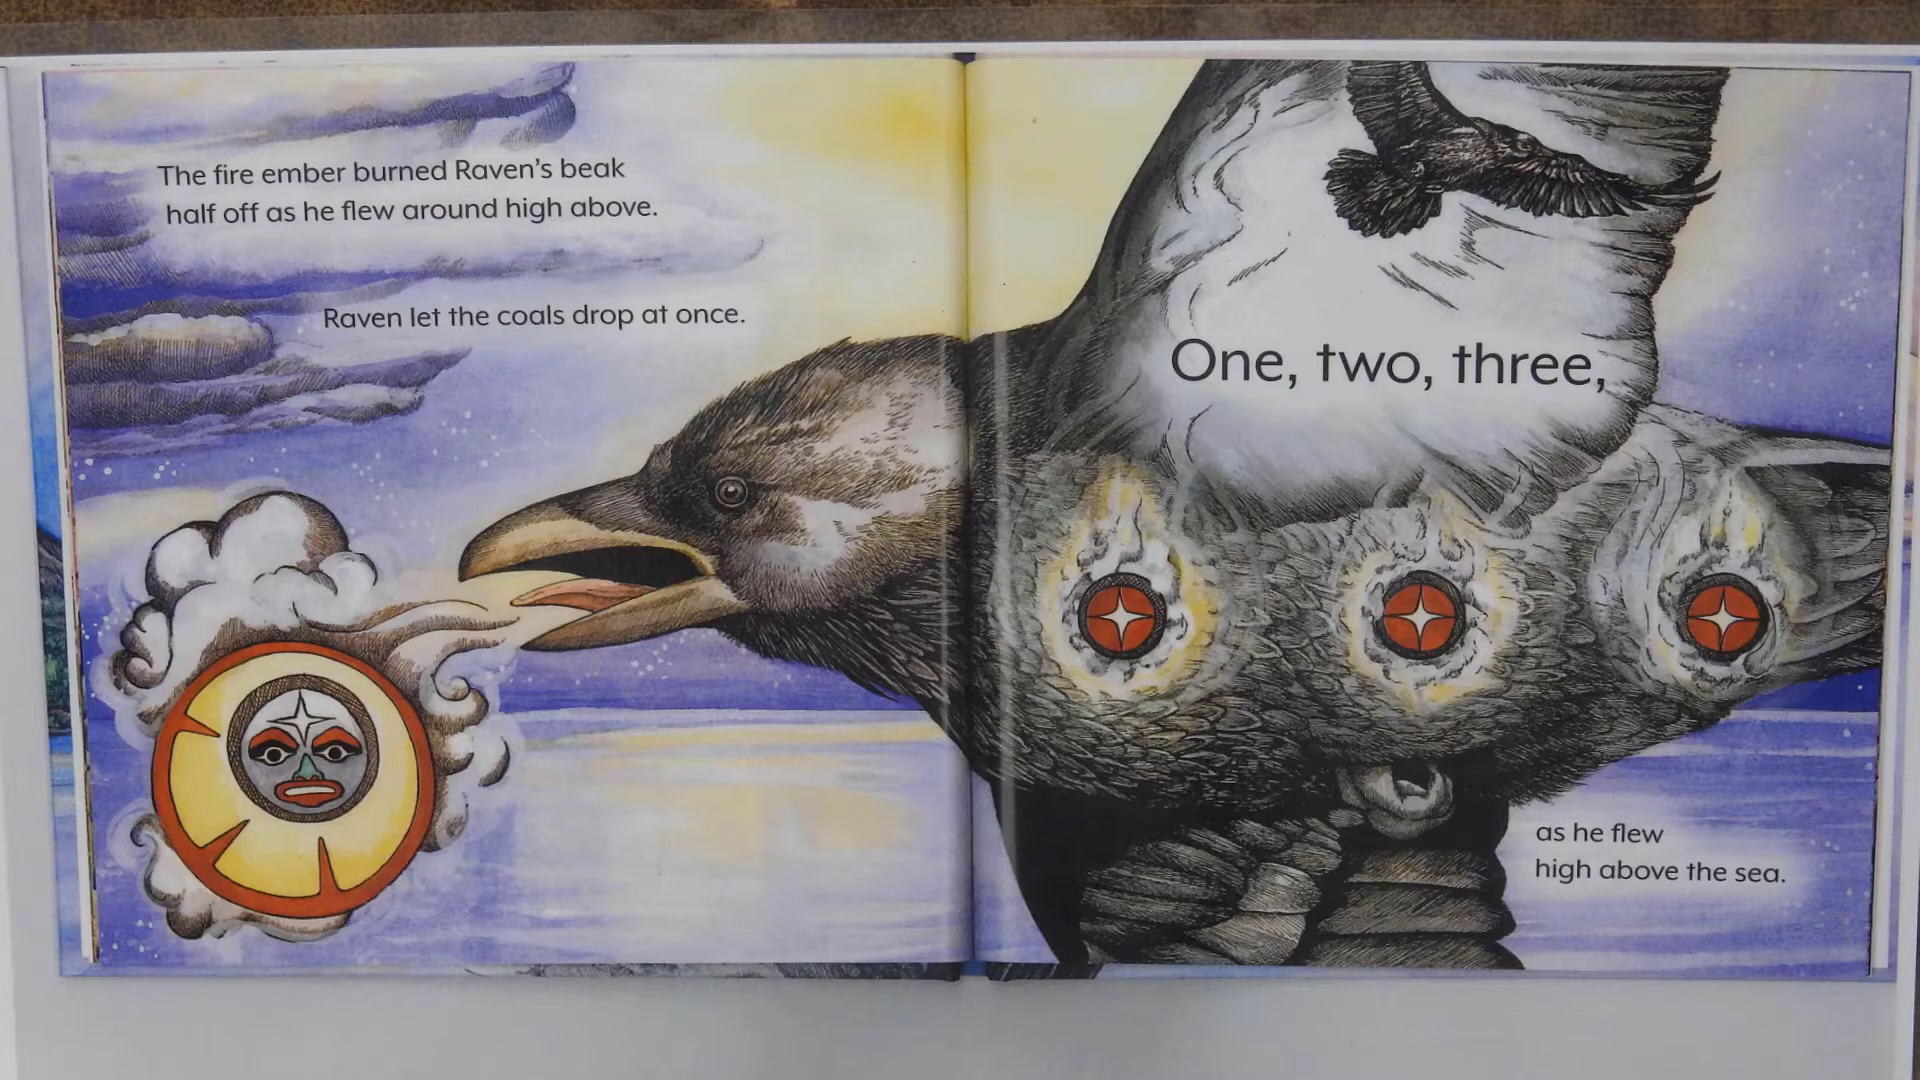 The fire ember burned Raven's beak
half off as he flew around high above.
Raven let the coals drop at once.
One, two, three,
as he flew
high above the sea.